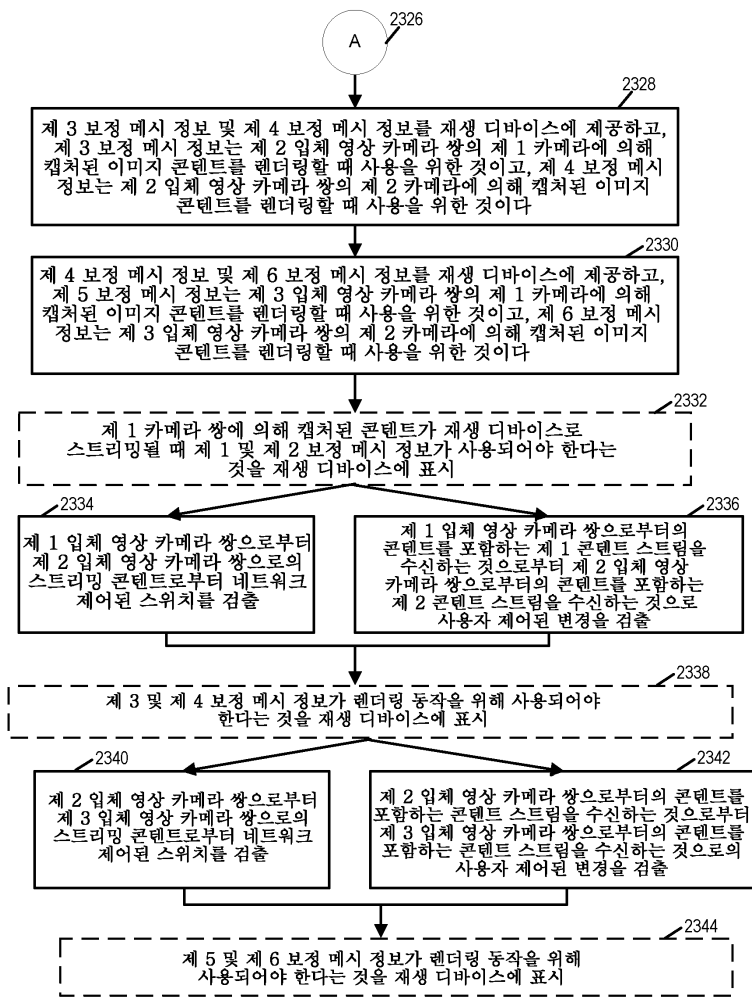 A
2326
2328
제 3 보정 메시 정보 및 제 4 보정 메시 정보를 재생 디바이스에 제공하고,
제 3 보정 메시 정보는 제 2 입체 영상 카메라 쌍의 제 1 카메라에 의해
캡처된 이미지 콘텐트를 렌더링할 때 사용을 위한 것이고, 제 4 보정 메시
정보는 제 2 입체 영상 카메라 쌍의 제 2 카메라에 의해 캡처된 이미지
콘텐트를 렌더링할 때 사용을 위한 것이다
2330
제 4 보정 메시 정보 및 제 6 보정 메시 정보를 재생 디바이스에 제공하고,
제 5 보정 메시 정보는 제 3 입체 영상 카메라 쌍의 제 1 카메라에 의해
캡처된 이미지 콘텐트를 렌더링할 때 사용을 위한 것이고, 제 6 보정 메시
정보는 제 3 입체 영상 카메라 쌍의 제 2 카메라에 의해 캡처된 이미지
콘텐트를 렌더링할 때 사용을 위한 것이다
2332
제 1 카메라 쌍에 의해 캡처된 콘텐트가 재생 디바이스로
스트리밍될 때 제 1 및 제 2 보정 메시 정보가 사용되어야 한다는
것을 재생 디바이스에 표시
2334
제 1 입체 영상 카메라 쌍으로부터
제 2 입체 영상 카메라 쌍으로의
스트리밍 콘텐트로부터 네트워크
제어된 스위치를 검출
2336
제 1 입체 영상 카메라 쌍으로부터의
콘텐트를 포함하는 제 1 콘텐트 스트림을
수신하는 것으로부터 제 2 입체 영상
카메라 쌍으로부터의 콘텐트를 포함하는
제 2 콘텐트 스트림을 수신하는 것으로
사용자 제어된 변경을 검출
2338
제 3 및 제 4 보정 메시 정보가 렌더링 동작을 위해 사용되어야
한다는 것을 재생 디바이스에 표시
2340
제 2 입체 영상 카메라 쌍으로부터
제 3 입체 영상 카메라 쌍으로의
스트리밍 콘텐트로부터 네트워크
제어된 스위치를 검출
2342
제 2 입체 영상 카메라 쌍으로부터의 콘텐트를
포함하는 콘텐트 스트림을 수신하는 것으로부터
제 3 입체 영상 카메라 쌍으로부터의 콘텐트를
포함하는 콘텐트 스트림을 수신하는 것으로의
사용자 제어된 변경을 검출
2344
제 5 및 제 6 보정 메시 정보가 렌더링 동작을 위해
사용되어야 한다는 것을 재생 디바이스에 표시